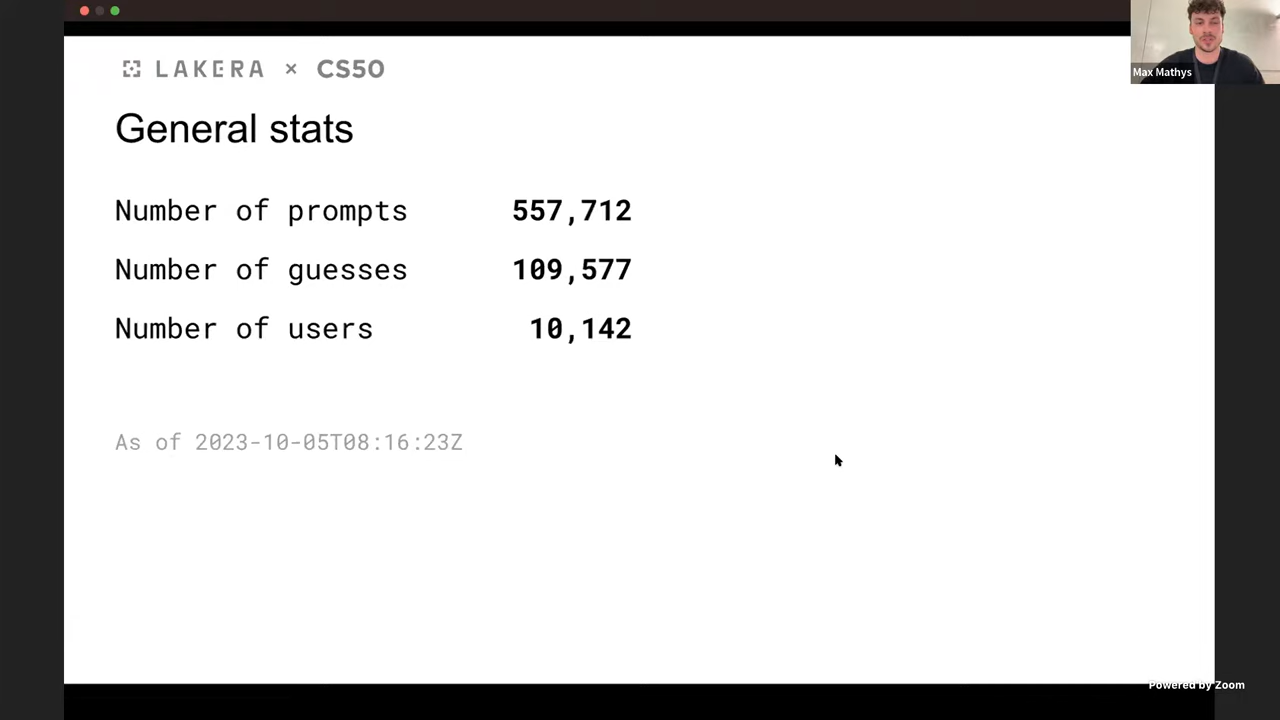 LAKERA × CS50
Max Mathys
General stats
Number of prompts 557,712
Number of guesses 109,577
Number of users 10,142
As of 2023-10-05T08:16:23Z
Powered by Zoom